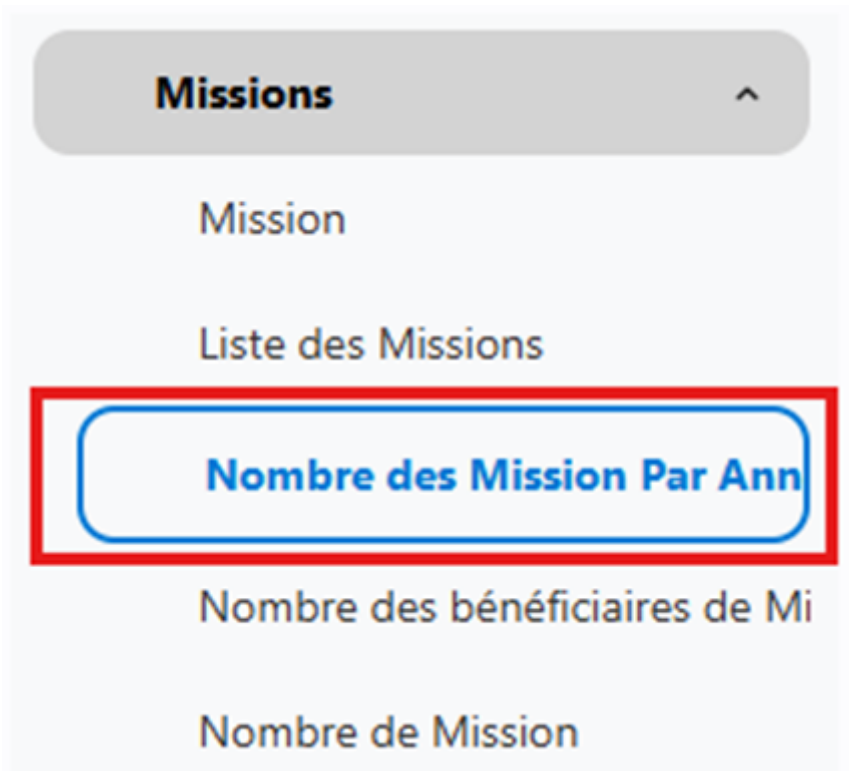 Missions
Mission
Liste des Missions
Nombre des Mission Par Ann
Nombre des bénéficiaires de Mi
Nombre de Mission